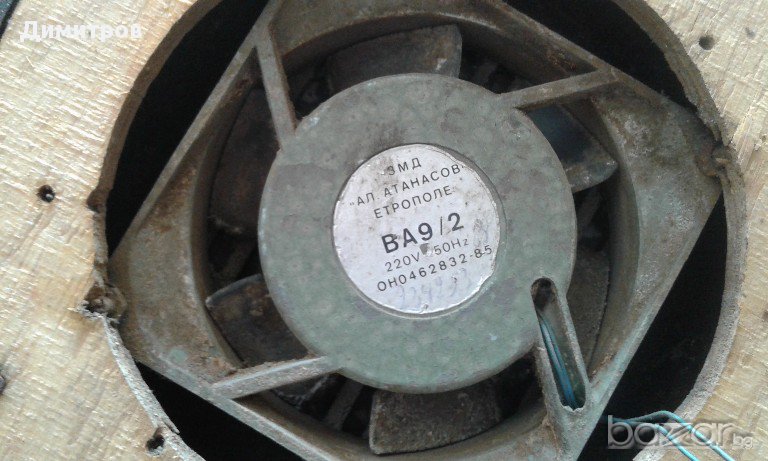 Димитров
ЗМД
"АЛ. АТАНАСОВ"
ЕТРОПОЛЕ
ВА9/2
220V 50Hz
ОН0462832-85
bazar.bg